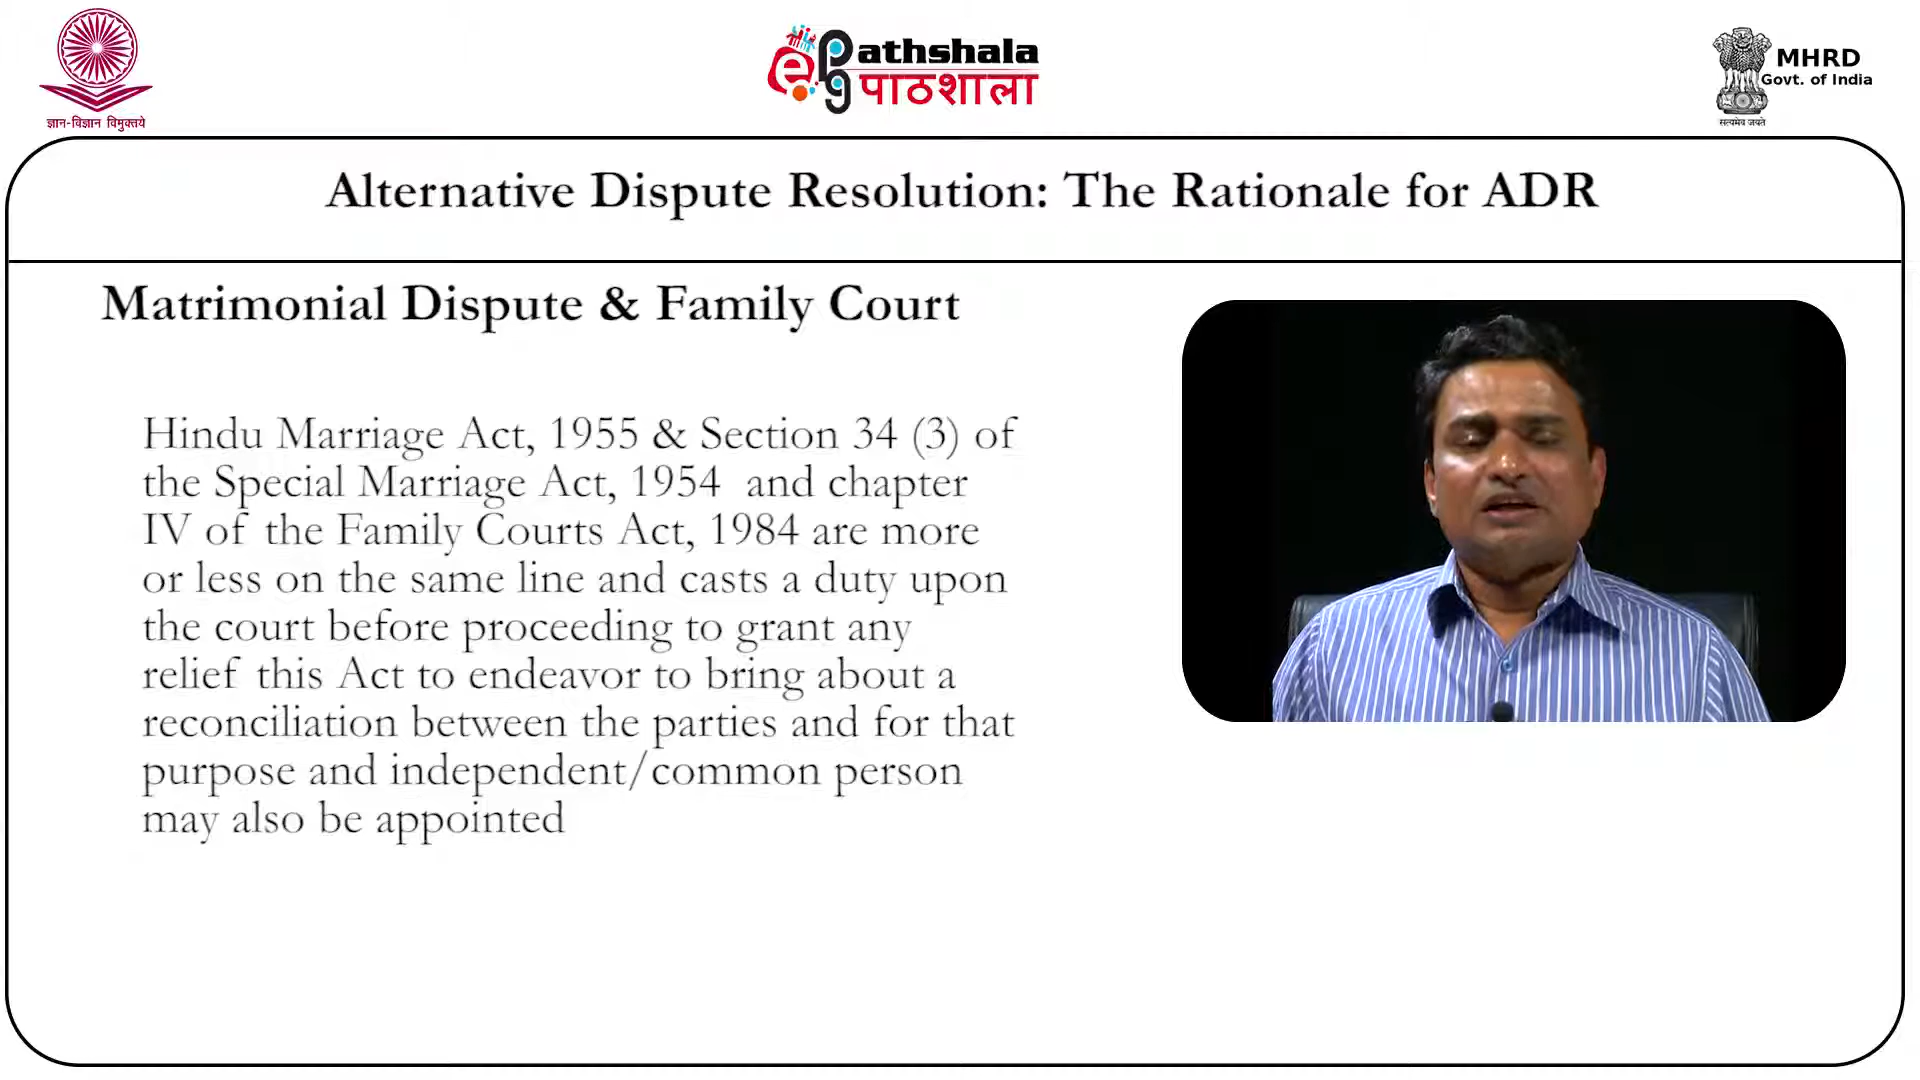 ज्ञान-विज्ञान विमुक्तये
e pg Pathshala
पाठशाला
MHRD
Govt. of India
सत्यमेव जयते
Alternative Dispute Resolution: The Rationale for ADR
Matrimonial Dispute & Family Court
Hindu Marriage Act, 1955 & Section 34 (3) of
the Special Marriage Act, 1954 and chapter
IV of the Family Courts Act, 1984 are more
or less on the same line and casts a duty upon
the court before proceeding to grant any
relief this Act to endeavor to bring about a
reconciliation between the parties and for that
purpose and independent/common person
may also be appointed